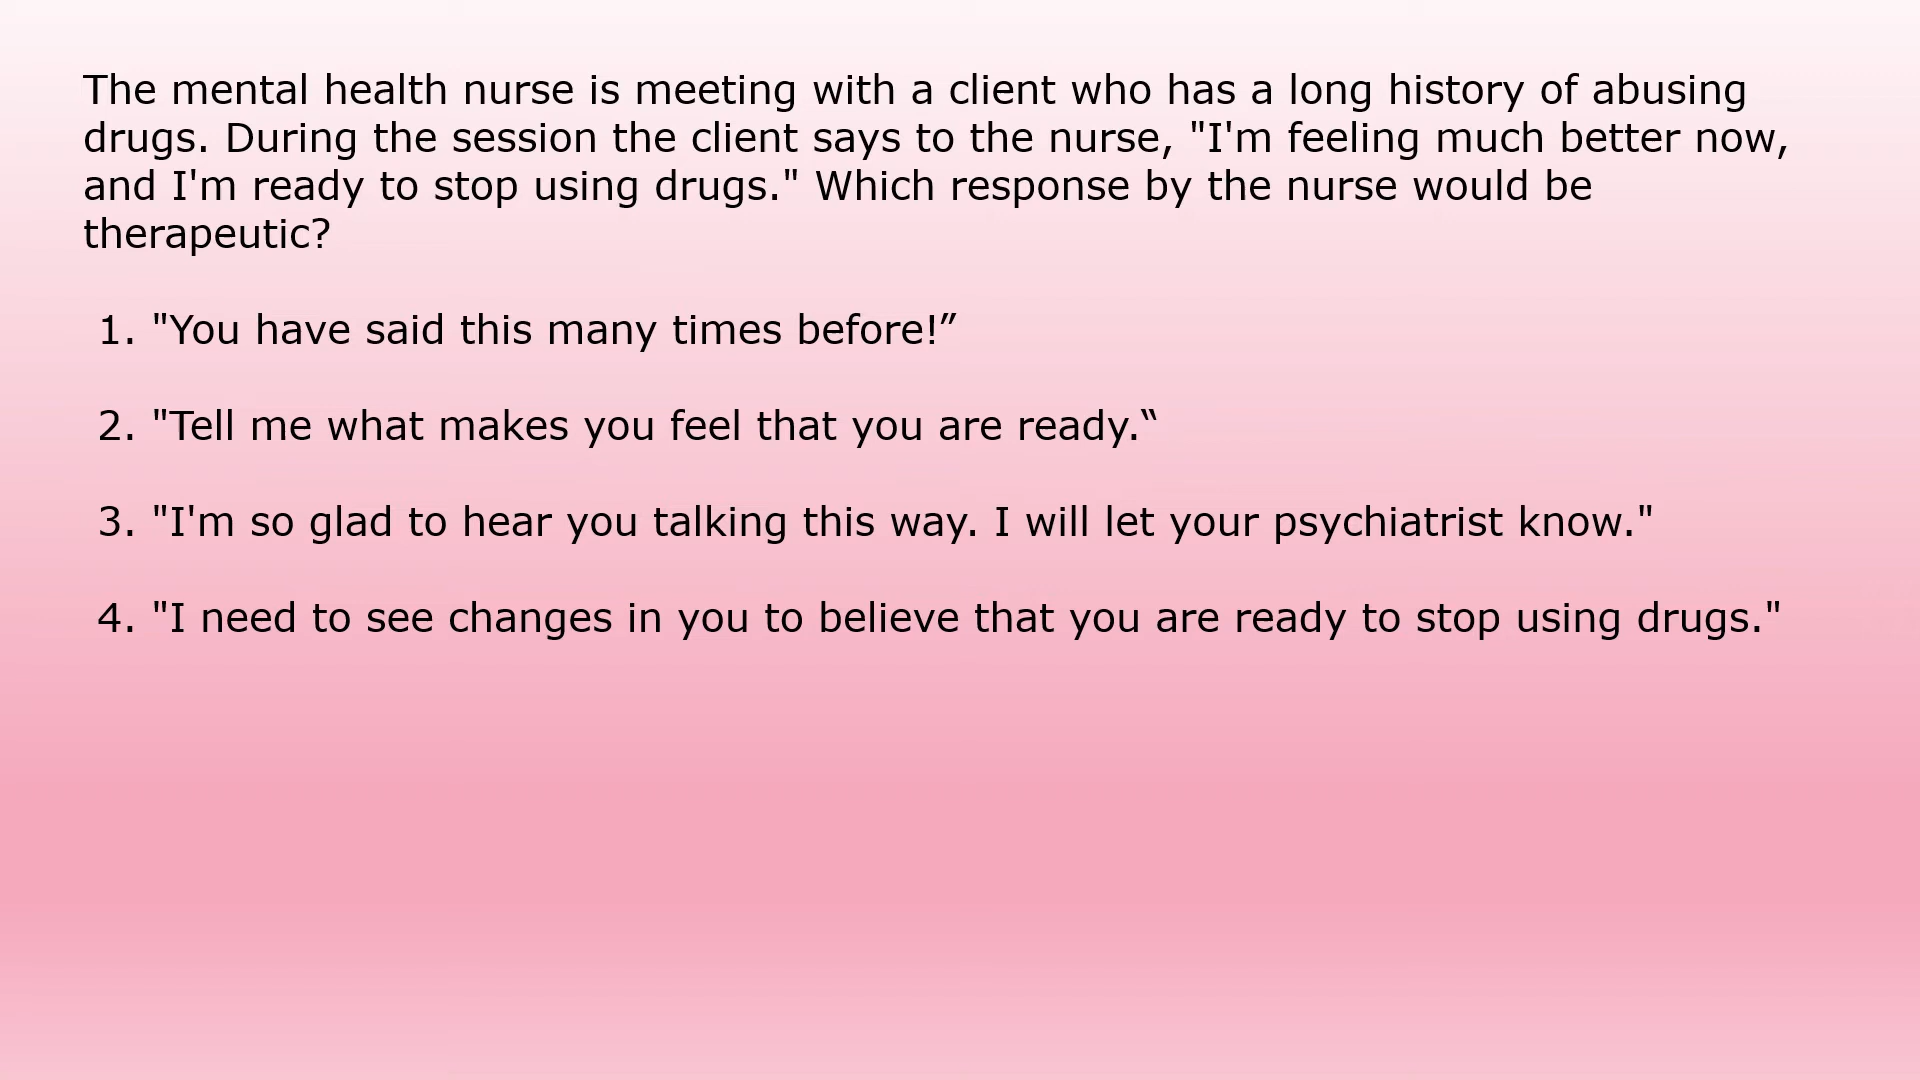 The mental health nurse is meeting with a client who has a long history of abusing
drugs. During the session the client says to the nurse, "I'm feeling much better now,
and I'm ready to stop using drugs." Which response by the nurse would be
therapeutic?
1. "You have said this many times before!”
2. "Tell me what makes you feel that you are ready.“
3. "I'm so glad to hear you talking this way. I will let your psychiatrist know."
4. "I need to see changes in you to believe that you are ready to stop using drugs."